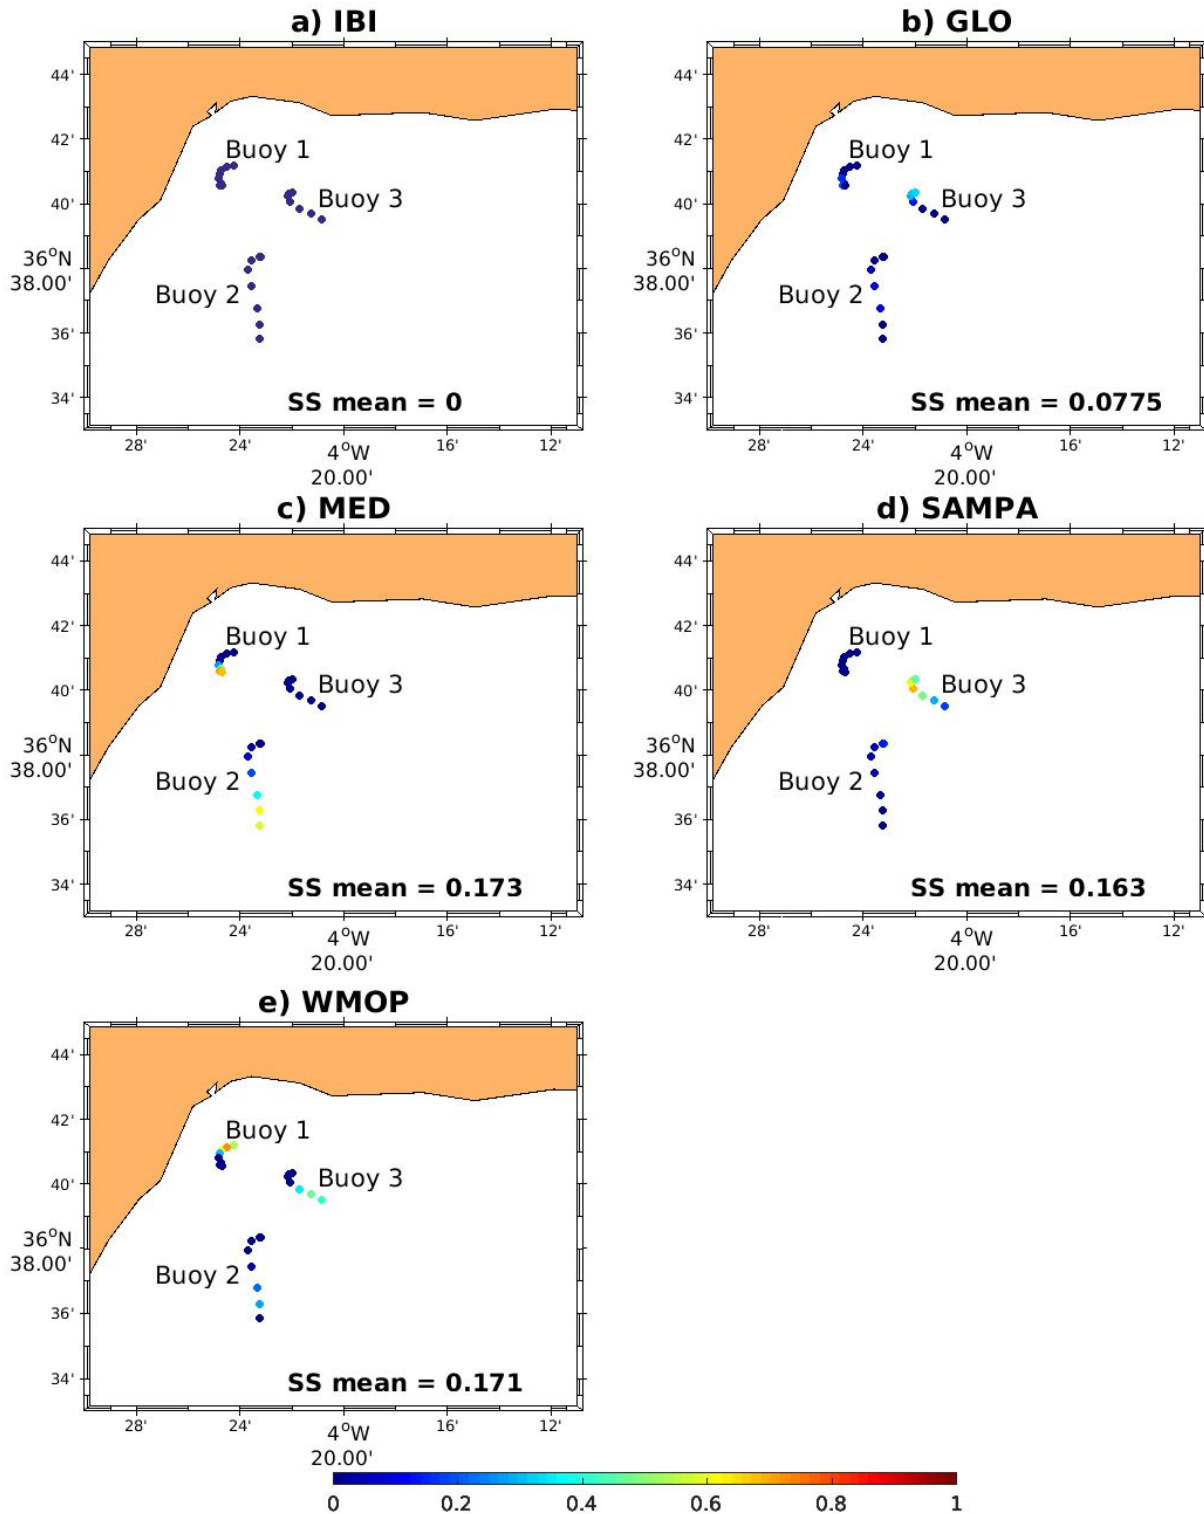 a) IBI
b) GLO
44'
42'
40'
36°N
38.00'
36'
34'
Buoy 1
Buoy 3
Buoy 2
SS mean = 0
28'
24'
4°W
20.00'
16'
12'
44'
42'
40'
36°N
38.00'
36'
34'
Buoy 1
Buoy 3
Buoy 2
SS mean = 0.0775
28'
24'
4°W
20.00'
16'
12'
c) MED
d) SAMPA
44'
42'
40'
36°N
38.00'
36'
34'
Buoy 1
Buoy 3
Buoy 2
SS mean = 0.173
28'
24'
4°W
20.00'
16'
12'
44'
42'
40'
36°N
38.00'
36'
34'
Buoy 1
Buoy 3
Buoy 2
SS mean = 0.163
28'
24'
4°W
20.00'
16'
12'
e) WMOP
44'
42'
40'
36°N
38.00'
36'
34'
Buoy 1
Buoy 3
Buoy 2
SS mean = 0.171
28'
24'
4°W
20.00'
16'
12'
0 0.2 0.4 0.6 0.8 1